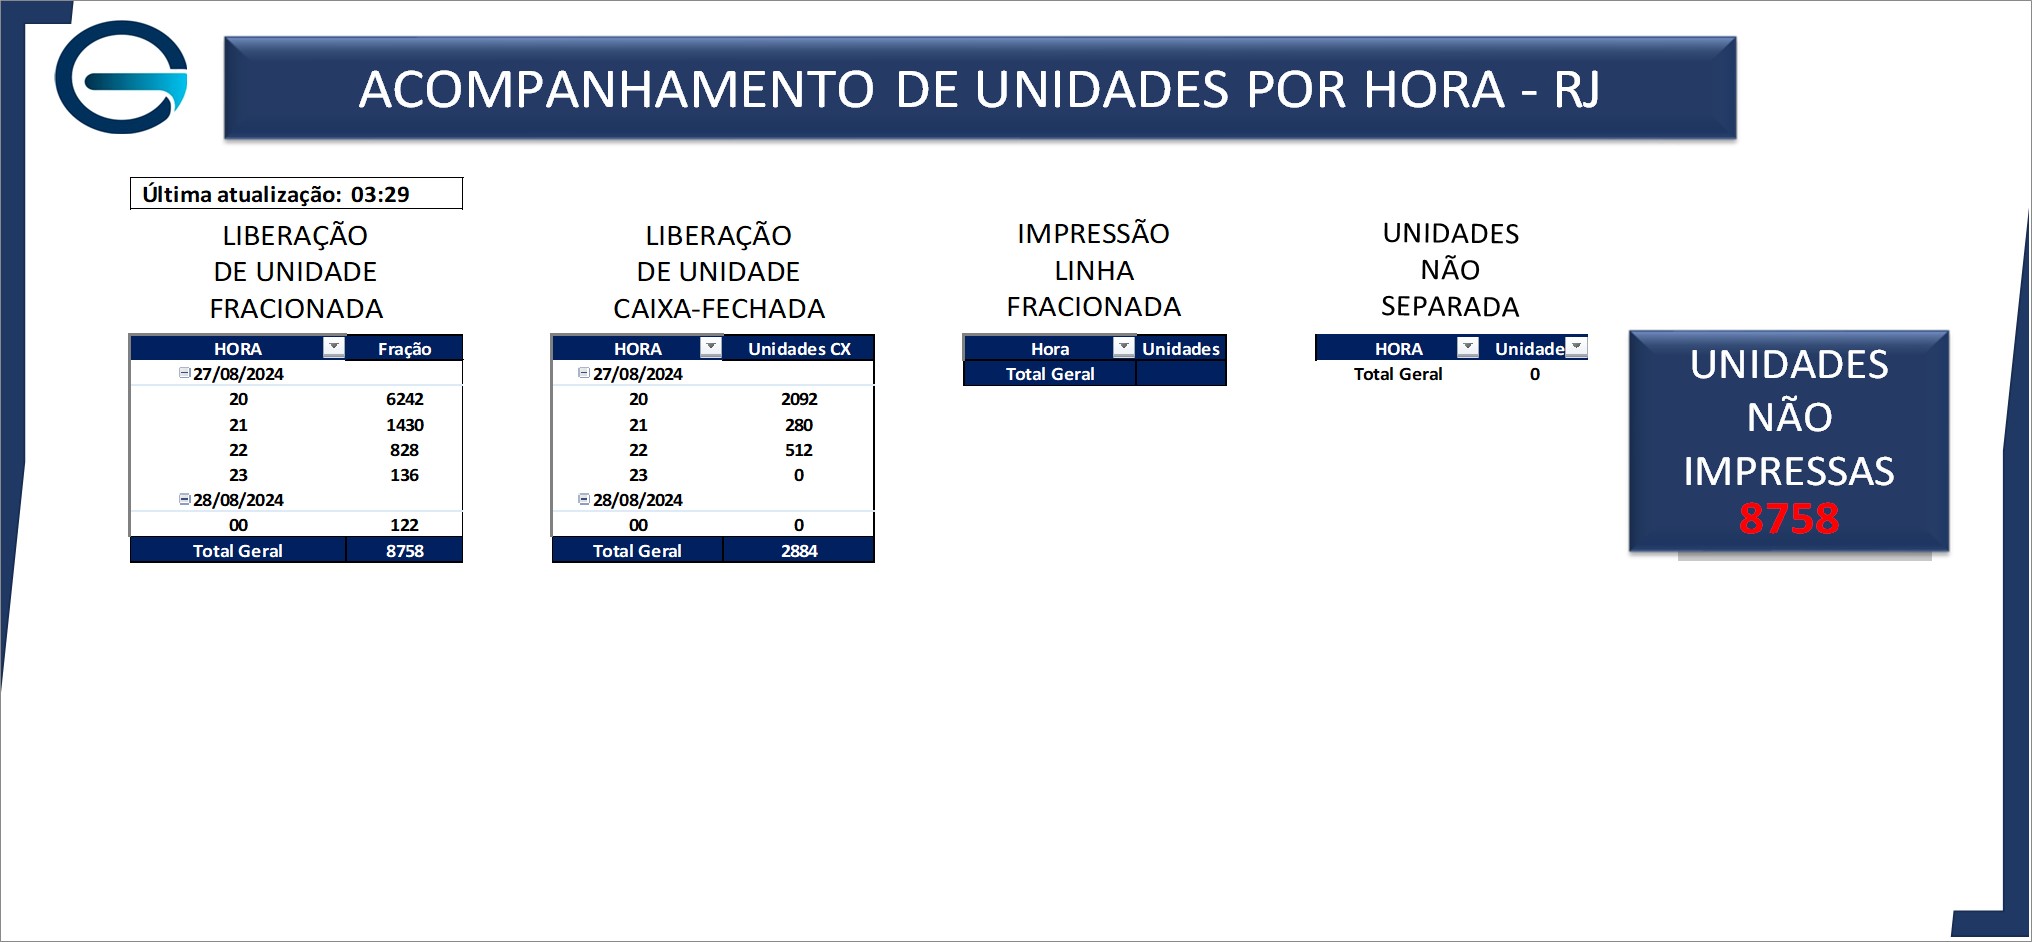 ACOMPANHAMENTO DE UNIDADES POR HORA - RJ
Última atualização: 03:29
LIBERAÇÃO
DE UNIDADE
FRACIONADA
HORA Fração
27/08/2024
20 6242
21 1430
22 828
23 136
28/08/2024
00 122
Total Geral 8758
LIBERAÇÃO
DE UNIDADE
CAIXA-FECHADA
HORA Unidades CX
27/08/2024
20 2092
21 280
22 512
23 0
28/08/2024
00 0
Total Geral 2884
IMPRESSÃO
LINHA
FRACIONADA
Hora Unidades
Total Geral
UNIDADES
NÃO
SEPARADA
HORA Unidade
Total Geral 0
UNIDADES
NÃO
IMPRESSAS
8758